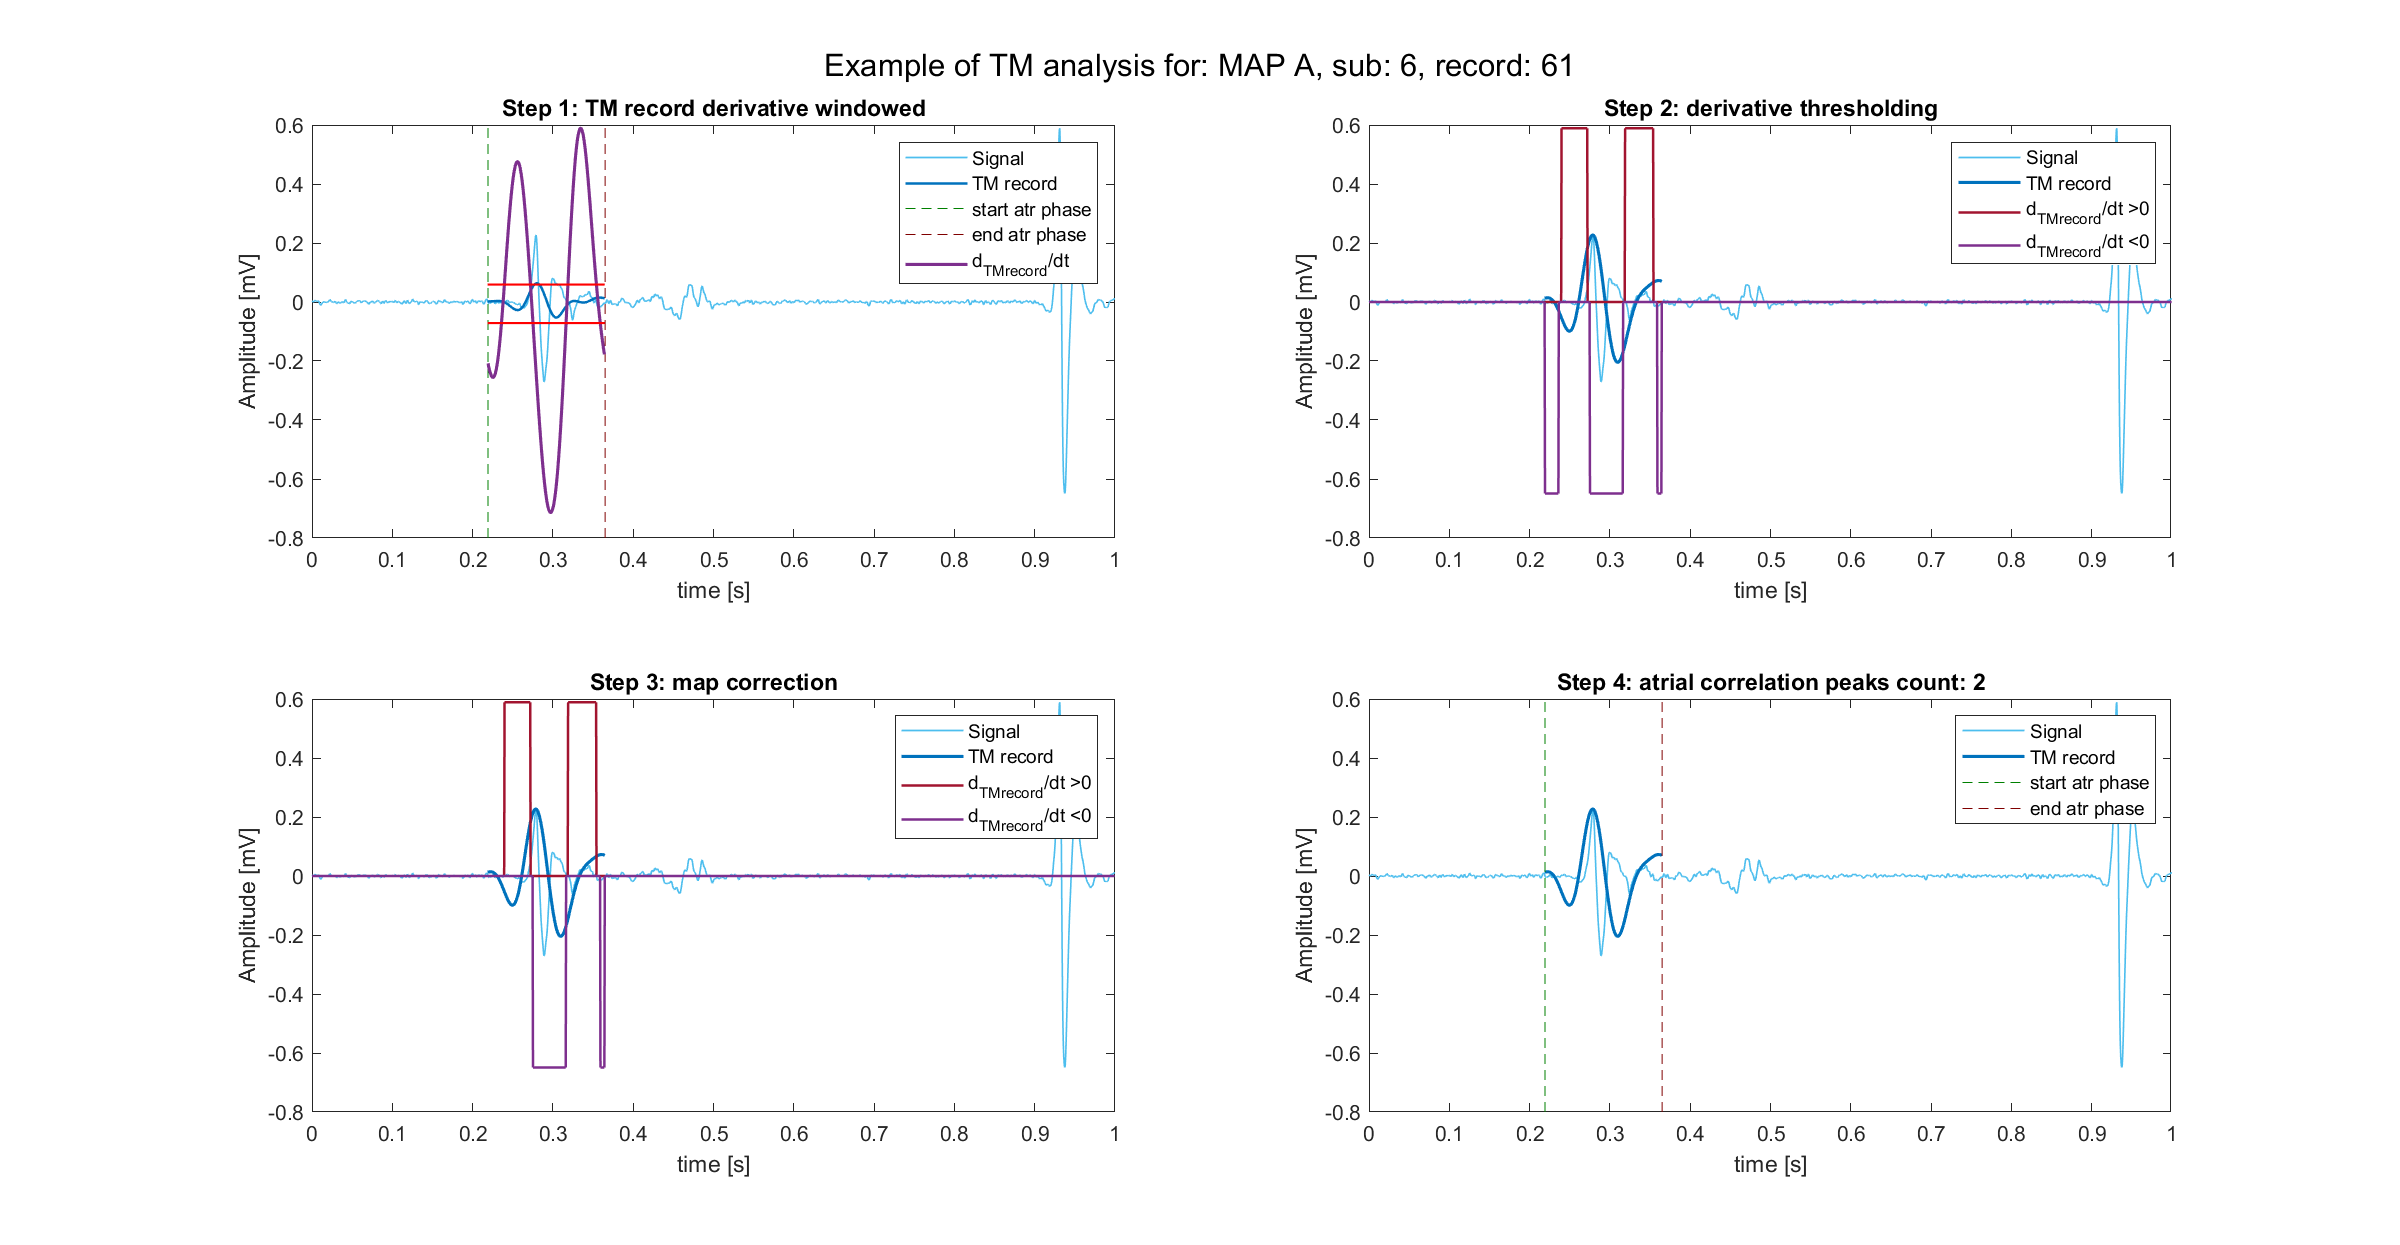 Example of TM analysis for: MAP A, sub: 6, record: 61
Step 1: TM record derivative windowed
0.6
0.4
0.2
0
-0.2
-0.4
-0.6
-0.8
Amplitude [mV]
0 0.1 0.2 0.3 0.4 0.5 0.6 0.7 0.8 0.9 1
time [s]
Signal
TM record
start atr phase
end atr phase
dTMrecord/dt
Step 2: derivative thresholding
0.6
0.4
0.2
0
-0.2
-0.4
-0.6
-0.8
Amplitude [mV]
0 0.1 0.2 0.3 0.4 0.5 0.6 0.7 0.8 0.9 1
time [s]
Signal
TM record
dTMrecord/dt >0
dTMrecord/dt <0
Step 3: map correction
0.6
0.4
0.2
0
-0.2
-0.4
-0.6
-0.8
Amplitude [mV]
0 0.1 0.2 0.3 0.4 0.5 0.6 0.7 0.8 0.9 1
time [s]
Signal
TM record
dTMrecord/dt >0
dTMrecord/dt <0
Step 4: atrial correlation peaks count: 2
0.6
0.4
0.2
0
-0.2
-0.4
-0.6
-0.8
Amplitude [mV]
0 0.1 0.2 0.3 0.4 0.5 0.6 0.7 0.8 0.9 1
time [s]
Signal
TM record
start atr phase
end atr phase